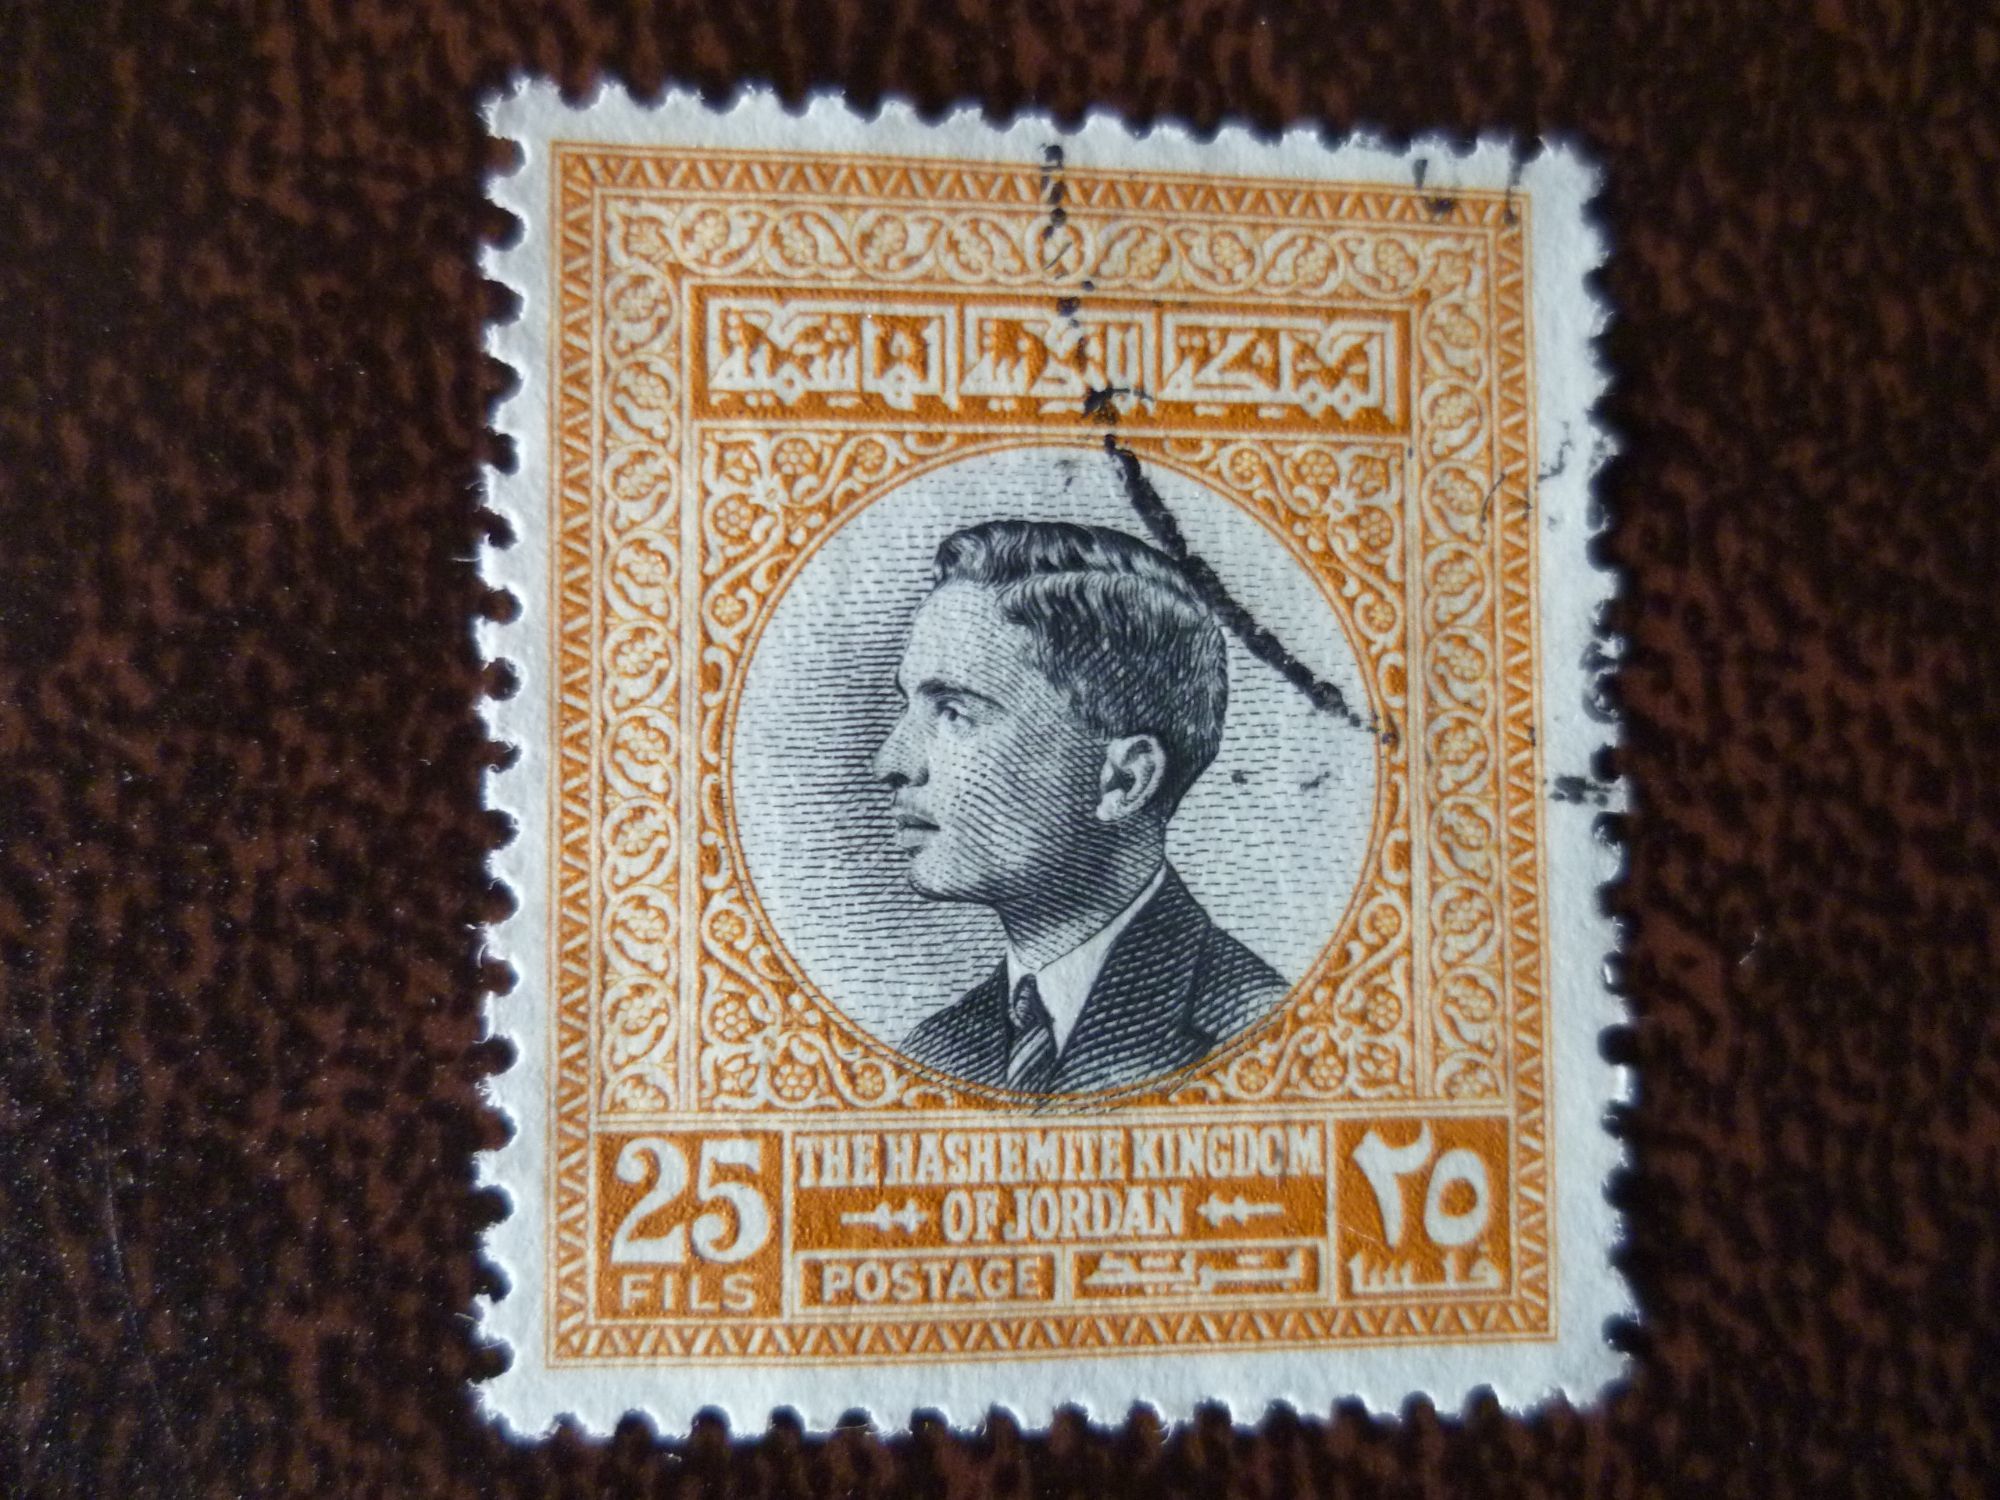 المملكة الاردنية الهاشمية
25 THE HASHEMITE KINGDOM ٢٥
OF JORDAN
FILS POSTAGE بريد فلسا